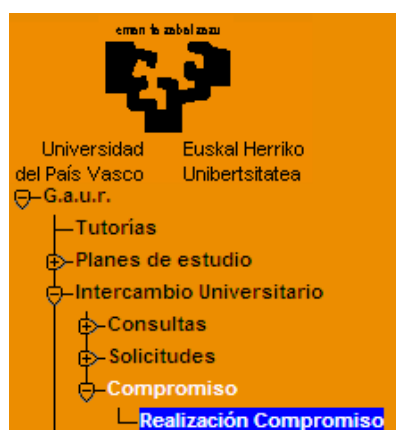 eman ta zabal zazu
Universidad Euskal Herriko
del País Vasco Unibertsitatea
G.a.u.r.
Tutorías
Planes de estudio
Intercambio Universitario
Consultas
Solicitudes
Compromiso
Realización Compromiso